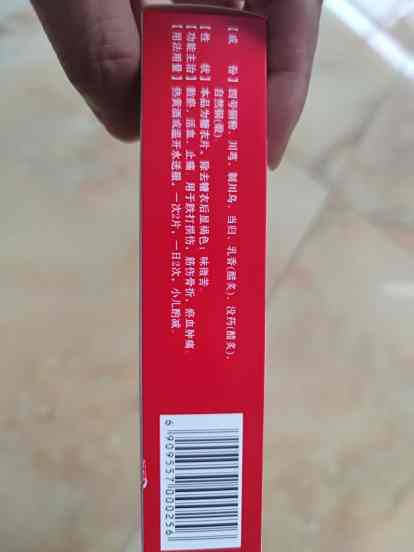 【成 份】川芎、制川乌、当归、乳香(醋炙)、没药(醋炙)、
自然铜(煅)。
【性 状】本品为糖衣片，除去糖衣后显褐色；味微苦。
【功能主治】散瘀，活血，止痛。用于跌打损伤，筋伤骨折，瘀血肿痛。
【用法用量】热黄酒或温开水送服，一次2片，一日2次，小儿酌减。
6909557000256